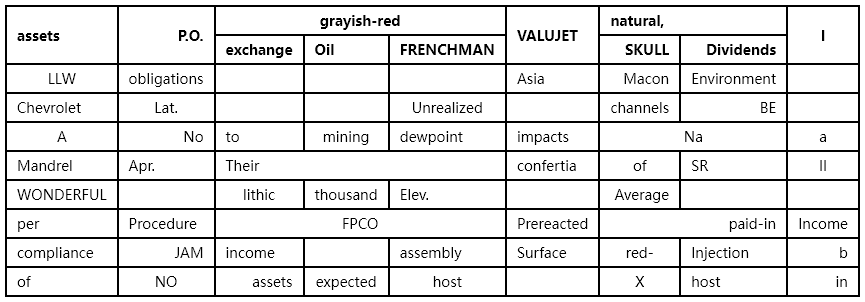 assets P.O. grayish-red VALUJET natural, I
exchange Oil FRENCHMAN SKULL Dividends
LLW obligations Asia Macon Environment
Chevrolet Lat. Unrealized channels BE
A No to mining dewpoint impacts Na a
Mandrel Apr. Their confertia of SR II
WONDERFUL lithic thousand Elev. Average
per Procedure FPCO Prereacted paid-in Income
compliance JAM income assembly Surface red- Injection b
of NO assets expected host X host in